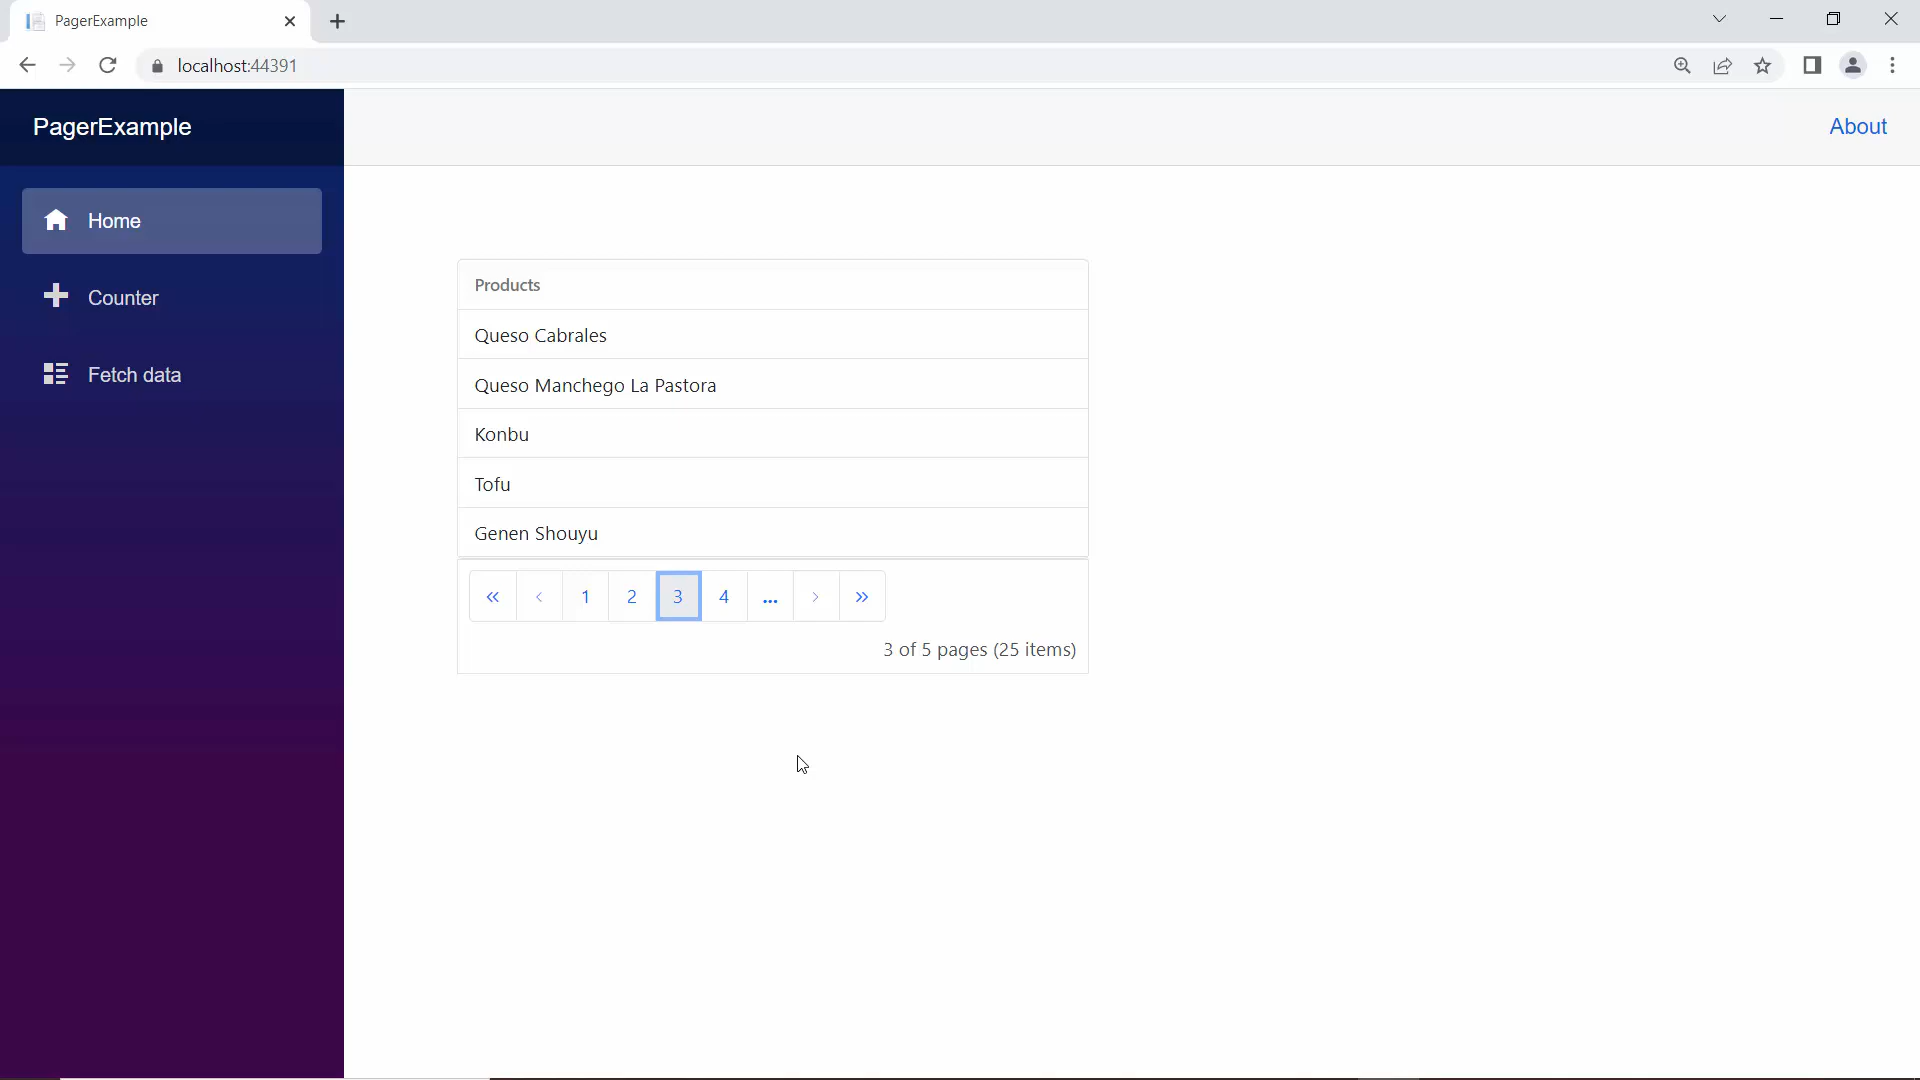 PagerExample
localhost:44391
PagerExample
About
Home
Counter
Fetch data
Products
Queso Cabrales
Queso Manchego La Pastora
Konbu
Tofu
Genen Shouyu
« ‹ 1 2 3 4 ... › »
3 of 5 pages (25 items)